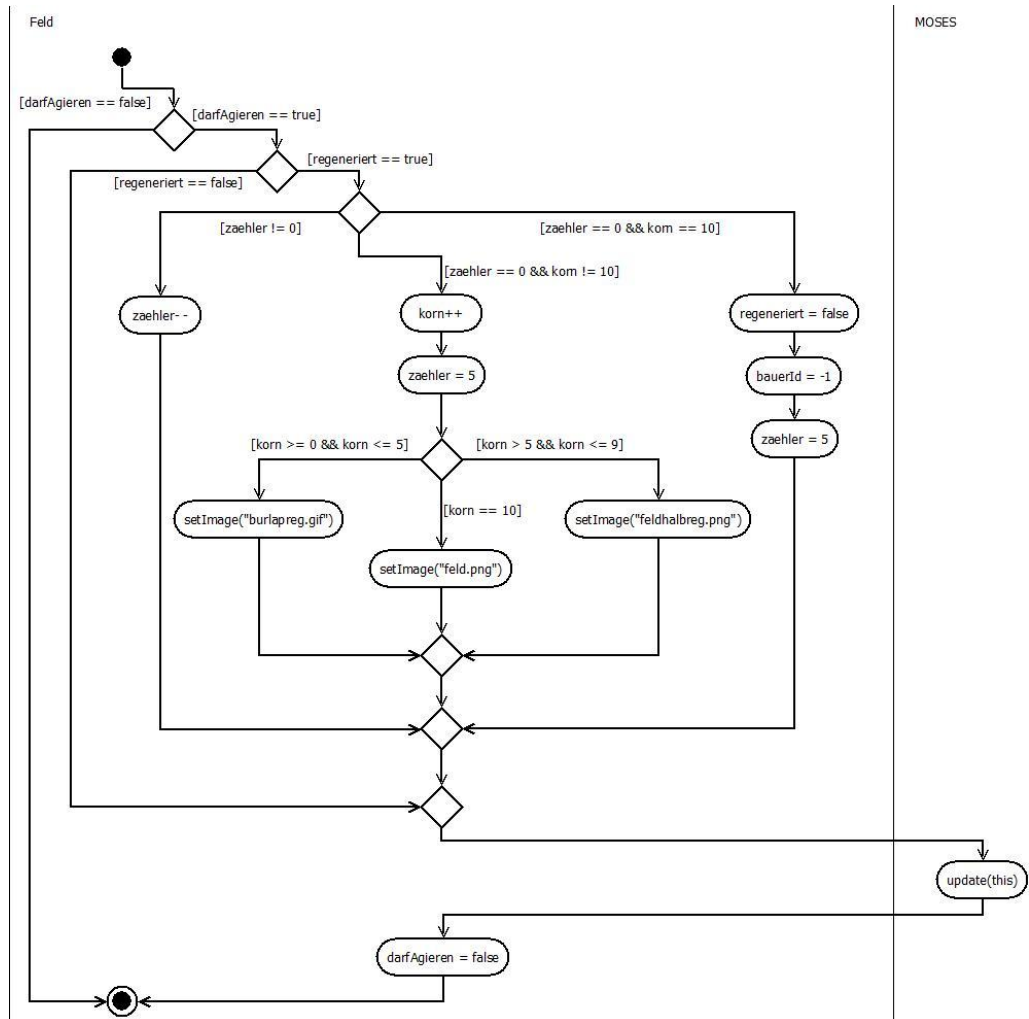 Feld
MOSES
[darfAgieren == false]
[darfAgieren == true]
[regeneriert == true]
[regeneriert == false]
[zaehler != 0]
[zaehler == 0 && korn == 10]
[zaehler == 0 && korn != 10]
zaehler- -
korn++
regeneriert = false
zaehler = 5
bauerId = -1
zaehler = 5
[korn >= 0 && korn <= 5]
[korn > 5 && korn <= 9]
setImage("burlapreg.gif")
[korn == 10]
setImage("feldhalbreg.png")
setImage("feld.png")
update(this)
darfAgieren = false